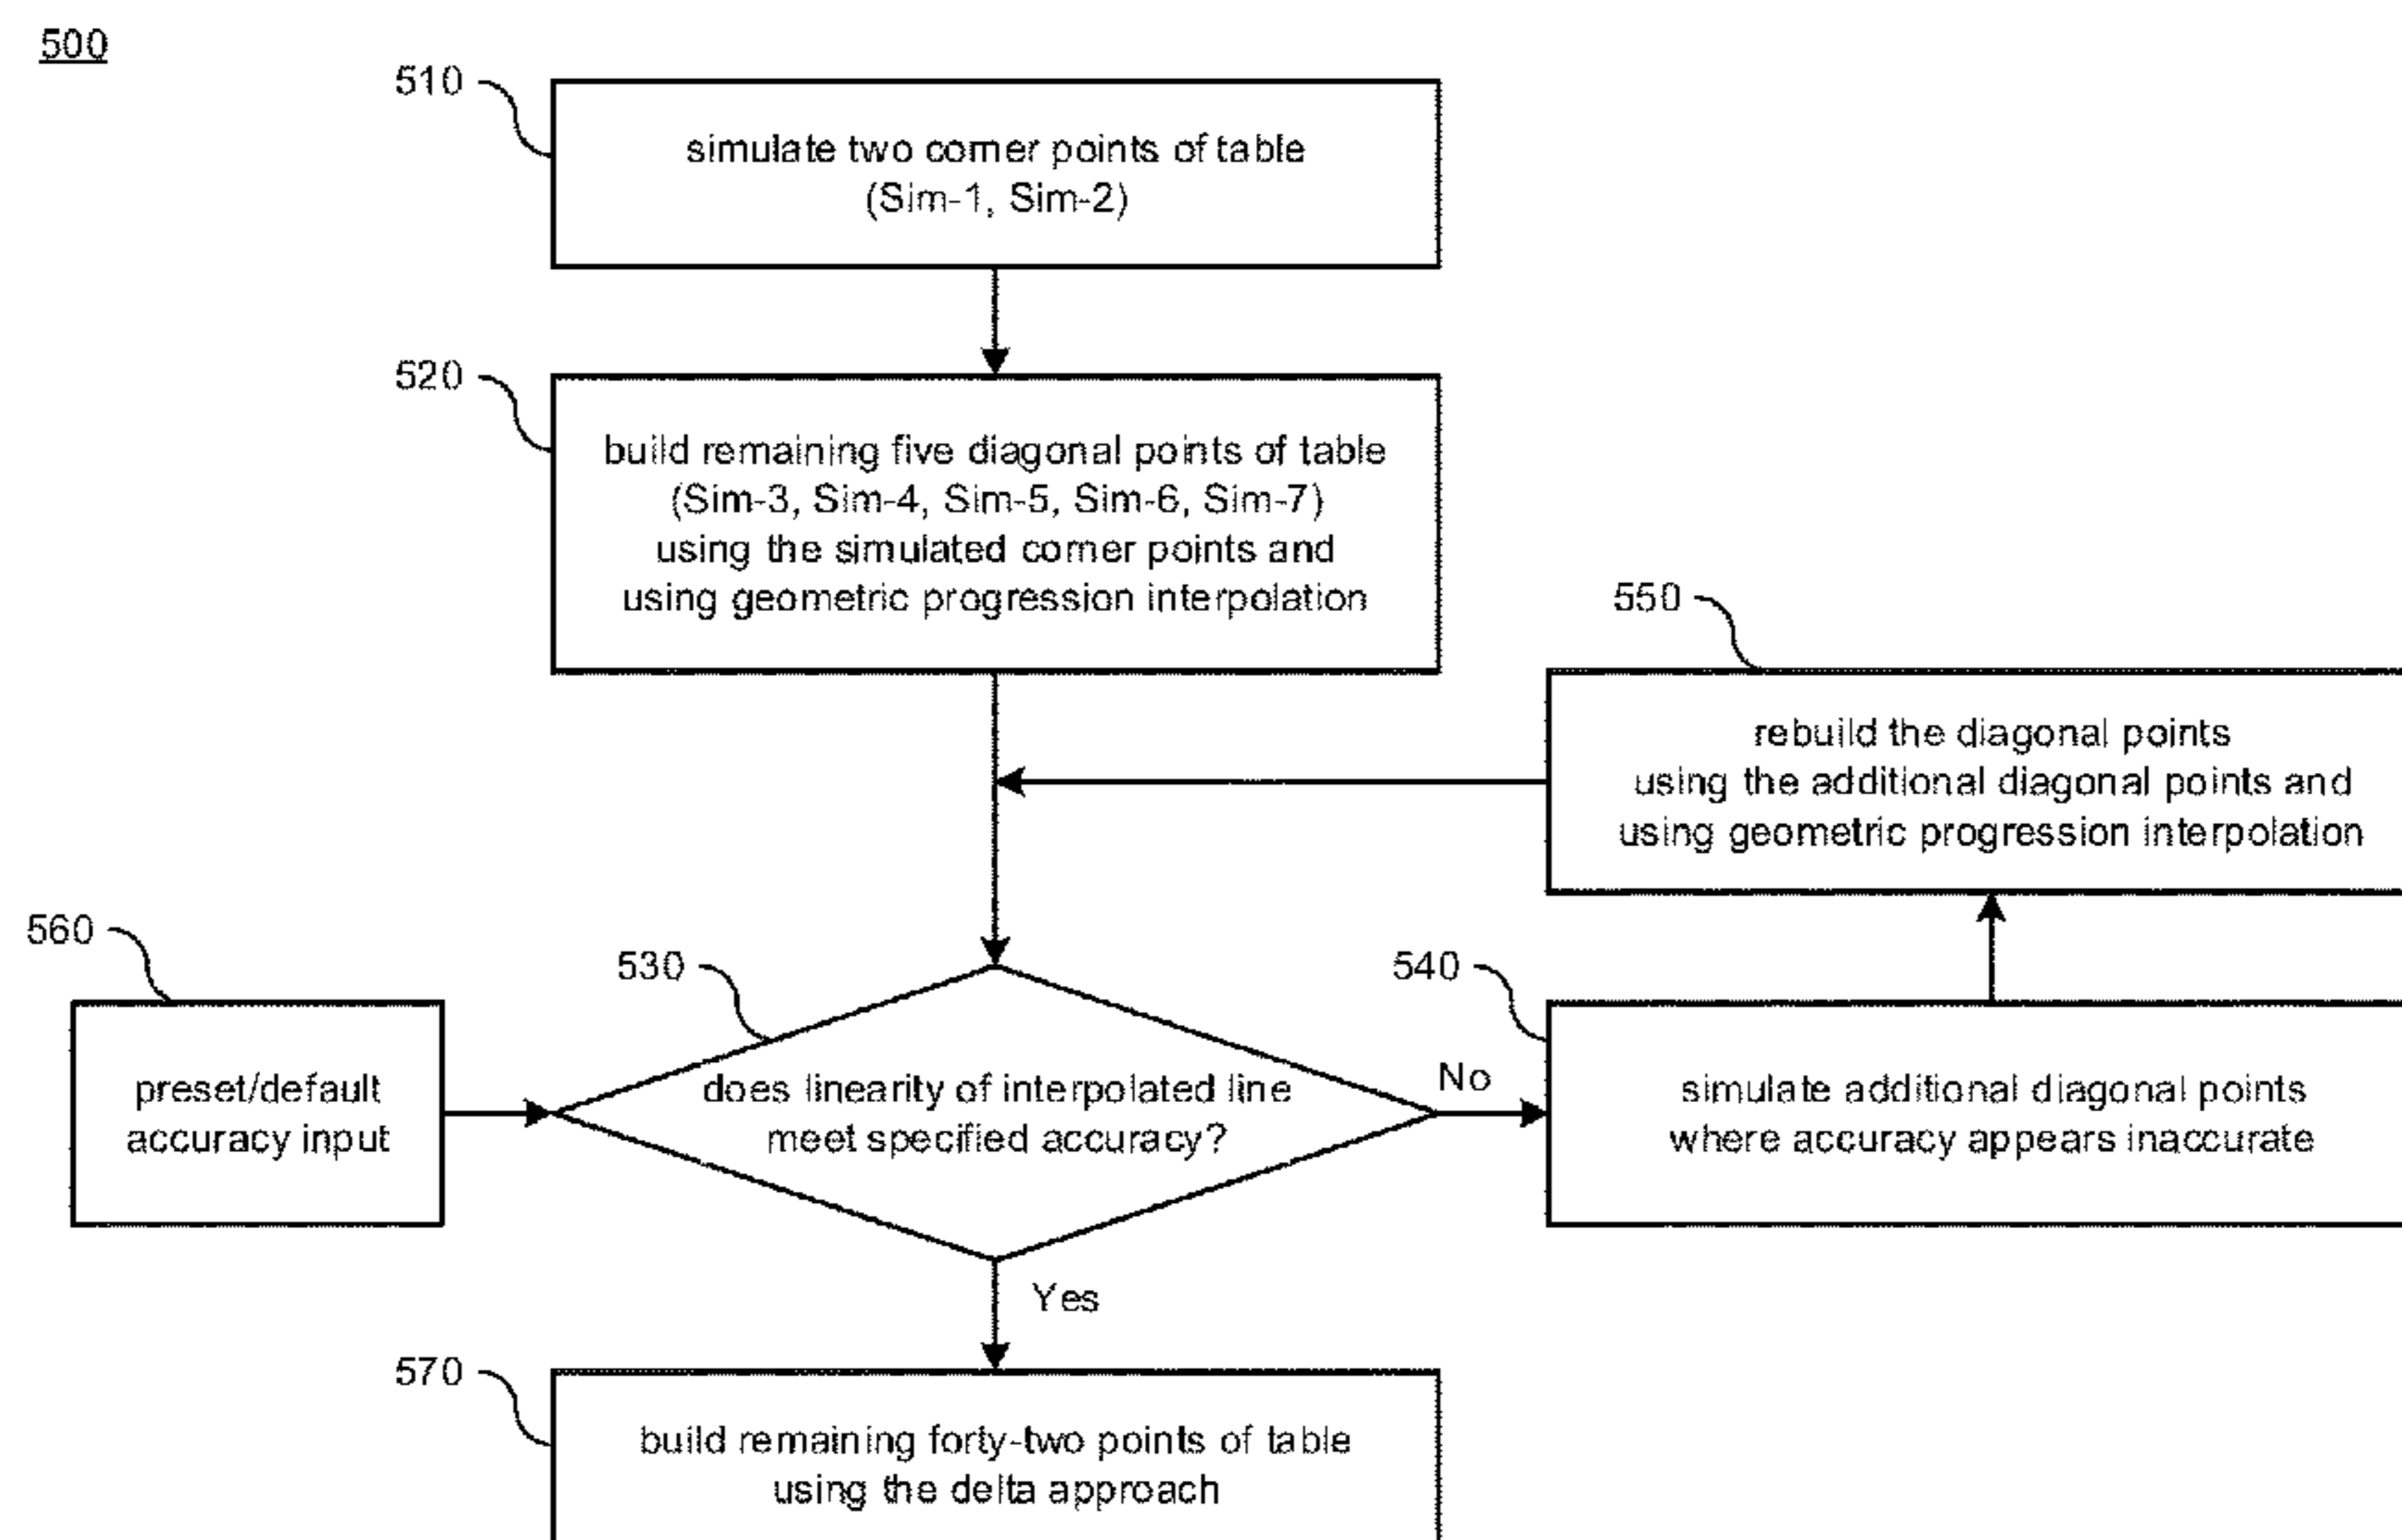 500
510
simulate two corner points of table
(Sim-1, Sim-2)
520
build remaining five diagonal points of table
(Sim-3, Sim-4, Sim-5, Sim-6, Sim-7)
using the simulated corner points and
using geometric progression interpolation
550
rebuild the diagonal points
using the additional diagonal points and
using geometric progression interpolation
560
preset/default
accuracy input
530
does linearity of interpolated line
meet specified accuracy?
No
540
simulate additional diagonal points
where accuracy appears inaccurate
Yes
570
build remaining forty-two points of table
using the delta approach